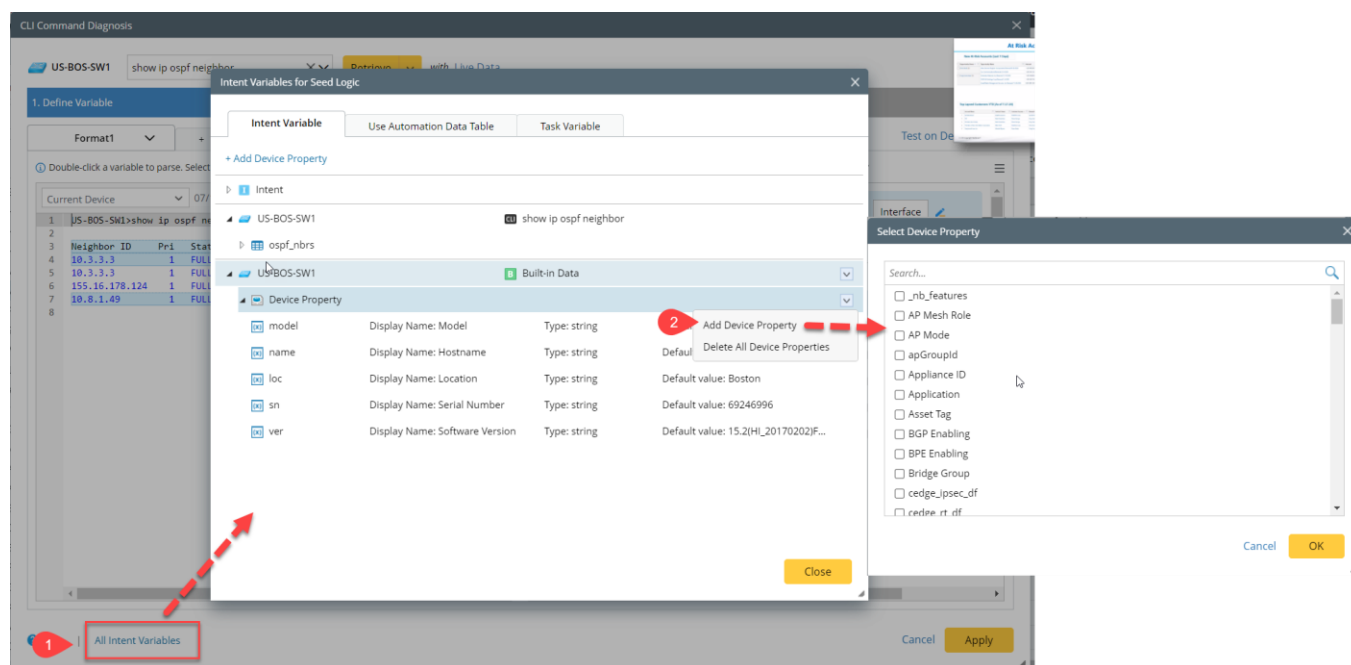 CLI Command Diagnosis
US-BOS-SW1
show ip ospf neighbor
Retrieve
with Live Data
1. Define Variable
Format1
+
Test on De
Double-click a variable to parse. Select
Current Device
07/
Interface
1 US-BOS-SW1>show ip ospf ne
2
3 Neighbor ID Pri Stat
4 10.3.3.3 1 FULL
5 10.3.3.3 1 FULL
6 155.16.178.124 1 FULL
7 10.8.1.49 1 FULL
8
At Risk Ac
Intent Variables for Seed Logic
Intent Variable
Use Automation Data Table
Task Variable
+ Add Device Property
Intent
US-BOS-SW1 CLI show ip ospf neighbor
ospf_nbrs
US-BOS-SW1 B Built-in Data
Device Property
model Display Name: Model Type: string
name Display Name: Hostname Type: string Defaul
loc Display Name: Location Type: string Default value: Boston
sn Display Name: Serial Number Type: string Default value: 69246996
ver Display Name: Software Version Type: string Default value: 15.2(HI_20170202)F...
2
Add Device Property
Delete All Device Properties
Close
Select Device Property
Search...
_nb_features
AP Mesh Role
AP Mode
apGroupId
Appliance ID
Application
Asset Tag
BGP Enabling
BPE Enabling
Bridge Group
cedge_ipsec_df
cedge_rt_df
Cancel
OK
1
All Intent Variables
Cancel
Apply